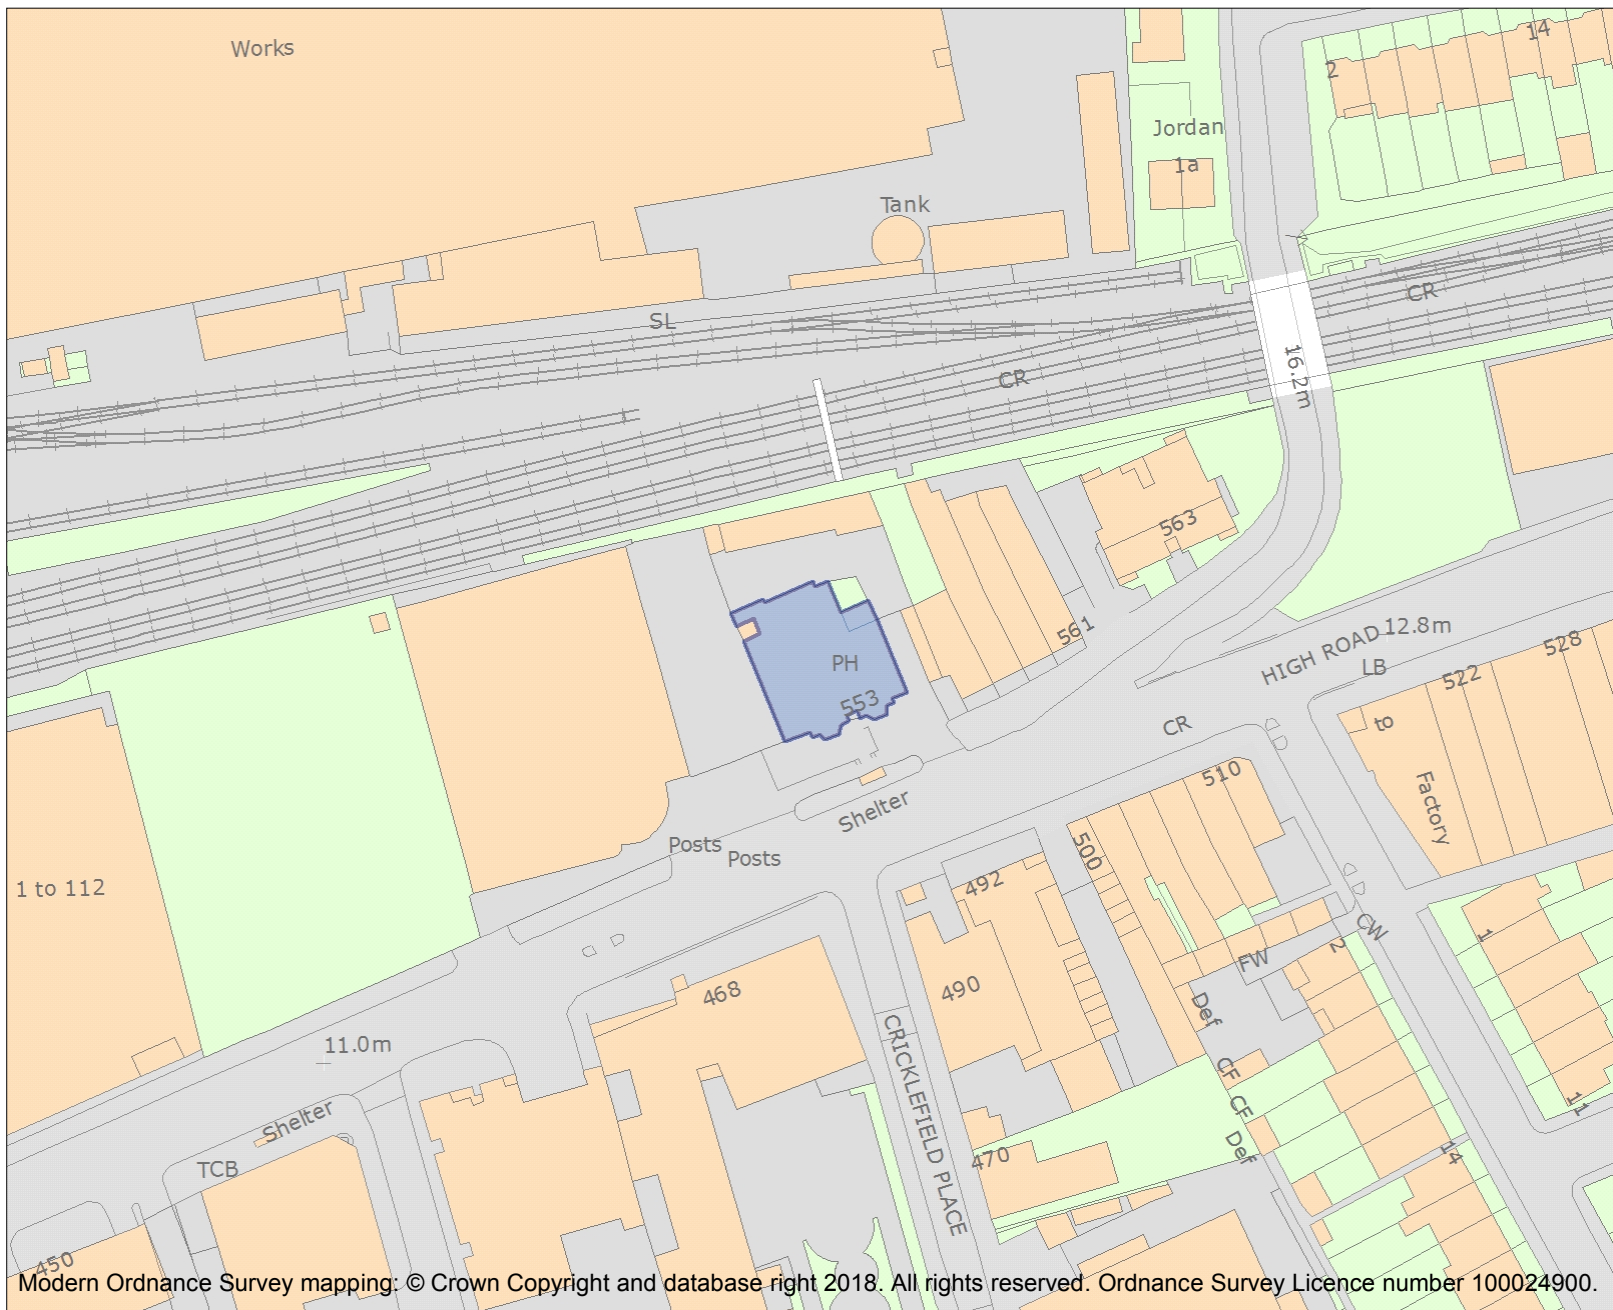 Works
14
2
Jordan
1a
Tank
CR
SL
16.2m
CR
563
561
12.8m
HIGH ROAD
528
LB
PH
522
553
CR
to
510
Factory
Shelter
Posts
500
Posts
492
1 to 112
CW
1
2
FW
490
468
Def
11.0m
CRICKLEFIELD PLACE
CF
CF
11
Shelter
Def
14
470
TCB
450
Modern Ordnance Survey mapping: © Crown Copyright and database right 2018. All rights reserved. Ordnance Survey Licence number 100024900.